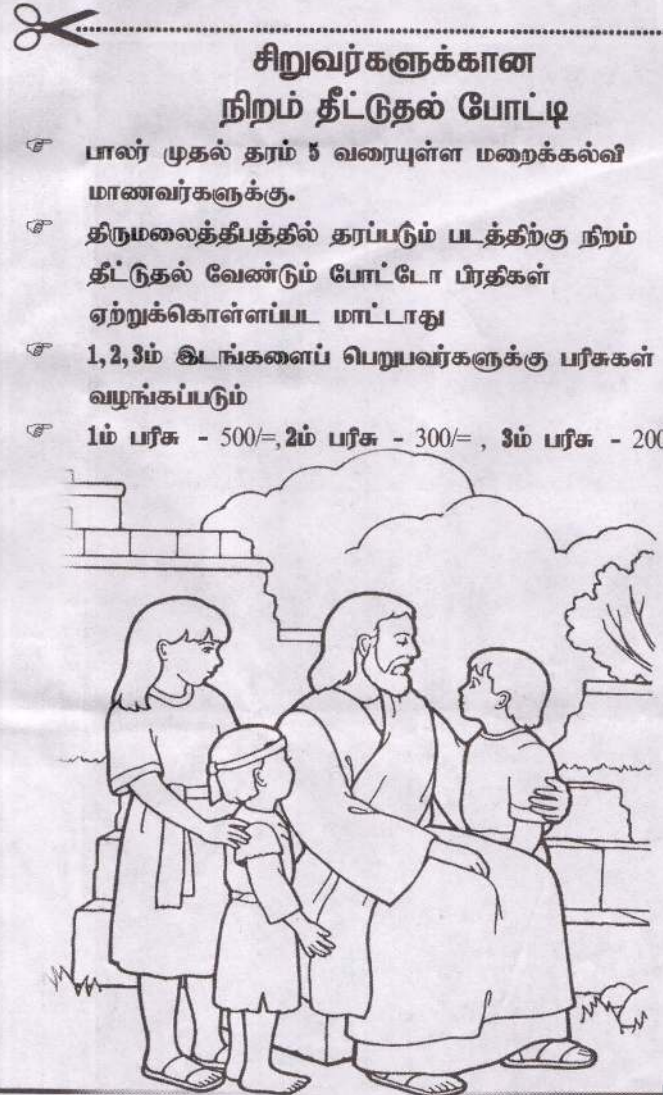 சிறுவர்களுக்கான
நிறம் தீட்டுதல் போட்டி
பாலர் முதல் தரம் 5 வரையுள்ள மறைக்கல்வி
மாணவர்களுக்கு.
திருமலைத்தீபத்தில் தரப்படும் படத்திற்கு நிறம்
தீட்டுதல் வேண்டும் போட்டோ பிரதிகள்
ஏற்றுக்கொள்ளப்பட மாட்டாது
1,2,3ம் இடங்களைப் பெறுபவர்களுக்கு பரிசுகள்
வழங்கப்படும்
1ம் பரிசு - 500/=, 2ம் பரிசு - 300/= , 3ம் பரிசு - 200